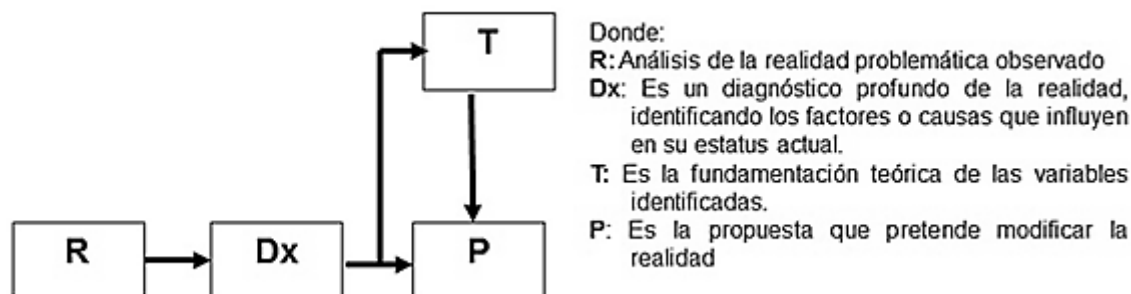 T
R
Dx
P
Donde:
R: Análisis de la realidad problemática observado
Dx: Es un diagnóstico profundo de la realidad,
identificando los factores o causas que influyen
en su estatus actual.
T: Es la fundamentación teórica de las variables
identificadas.
P: Es la propuesta que pretende modificar la
realidad